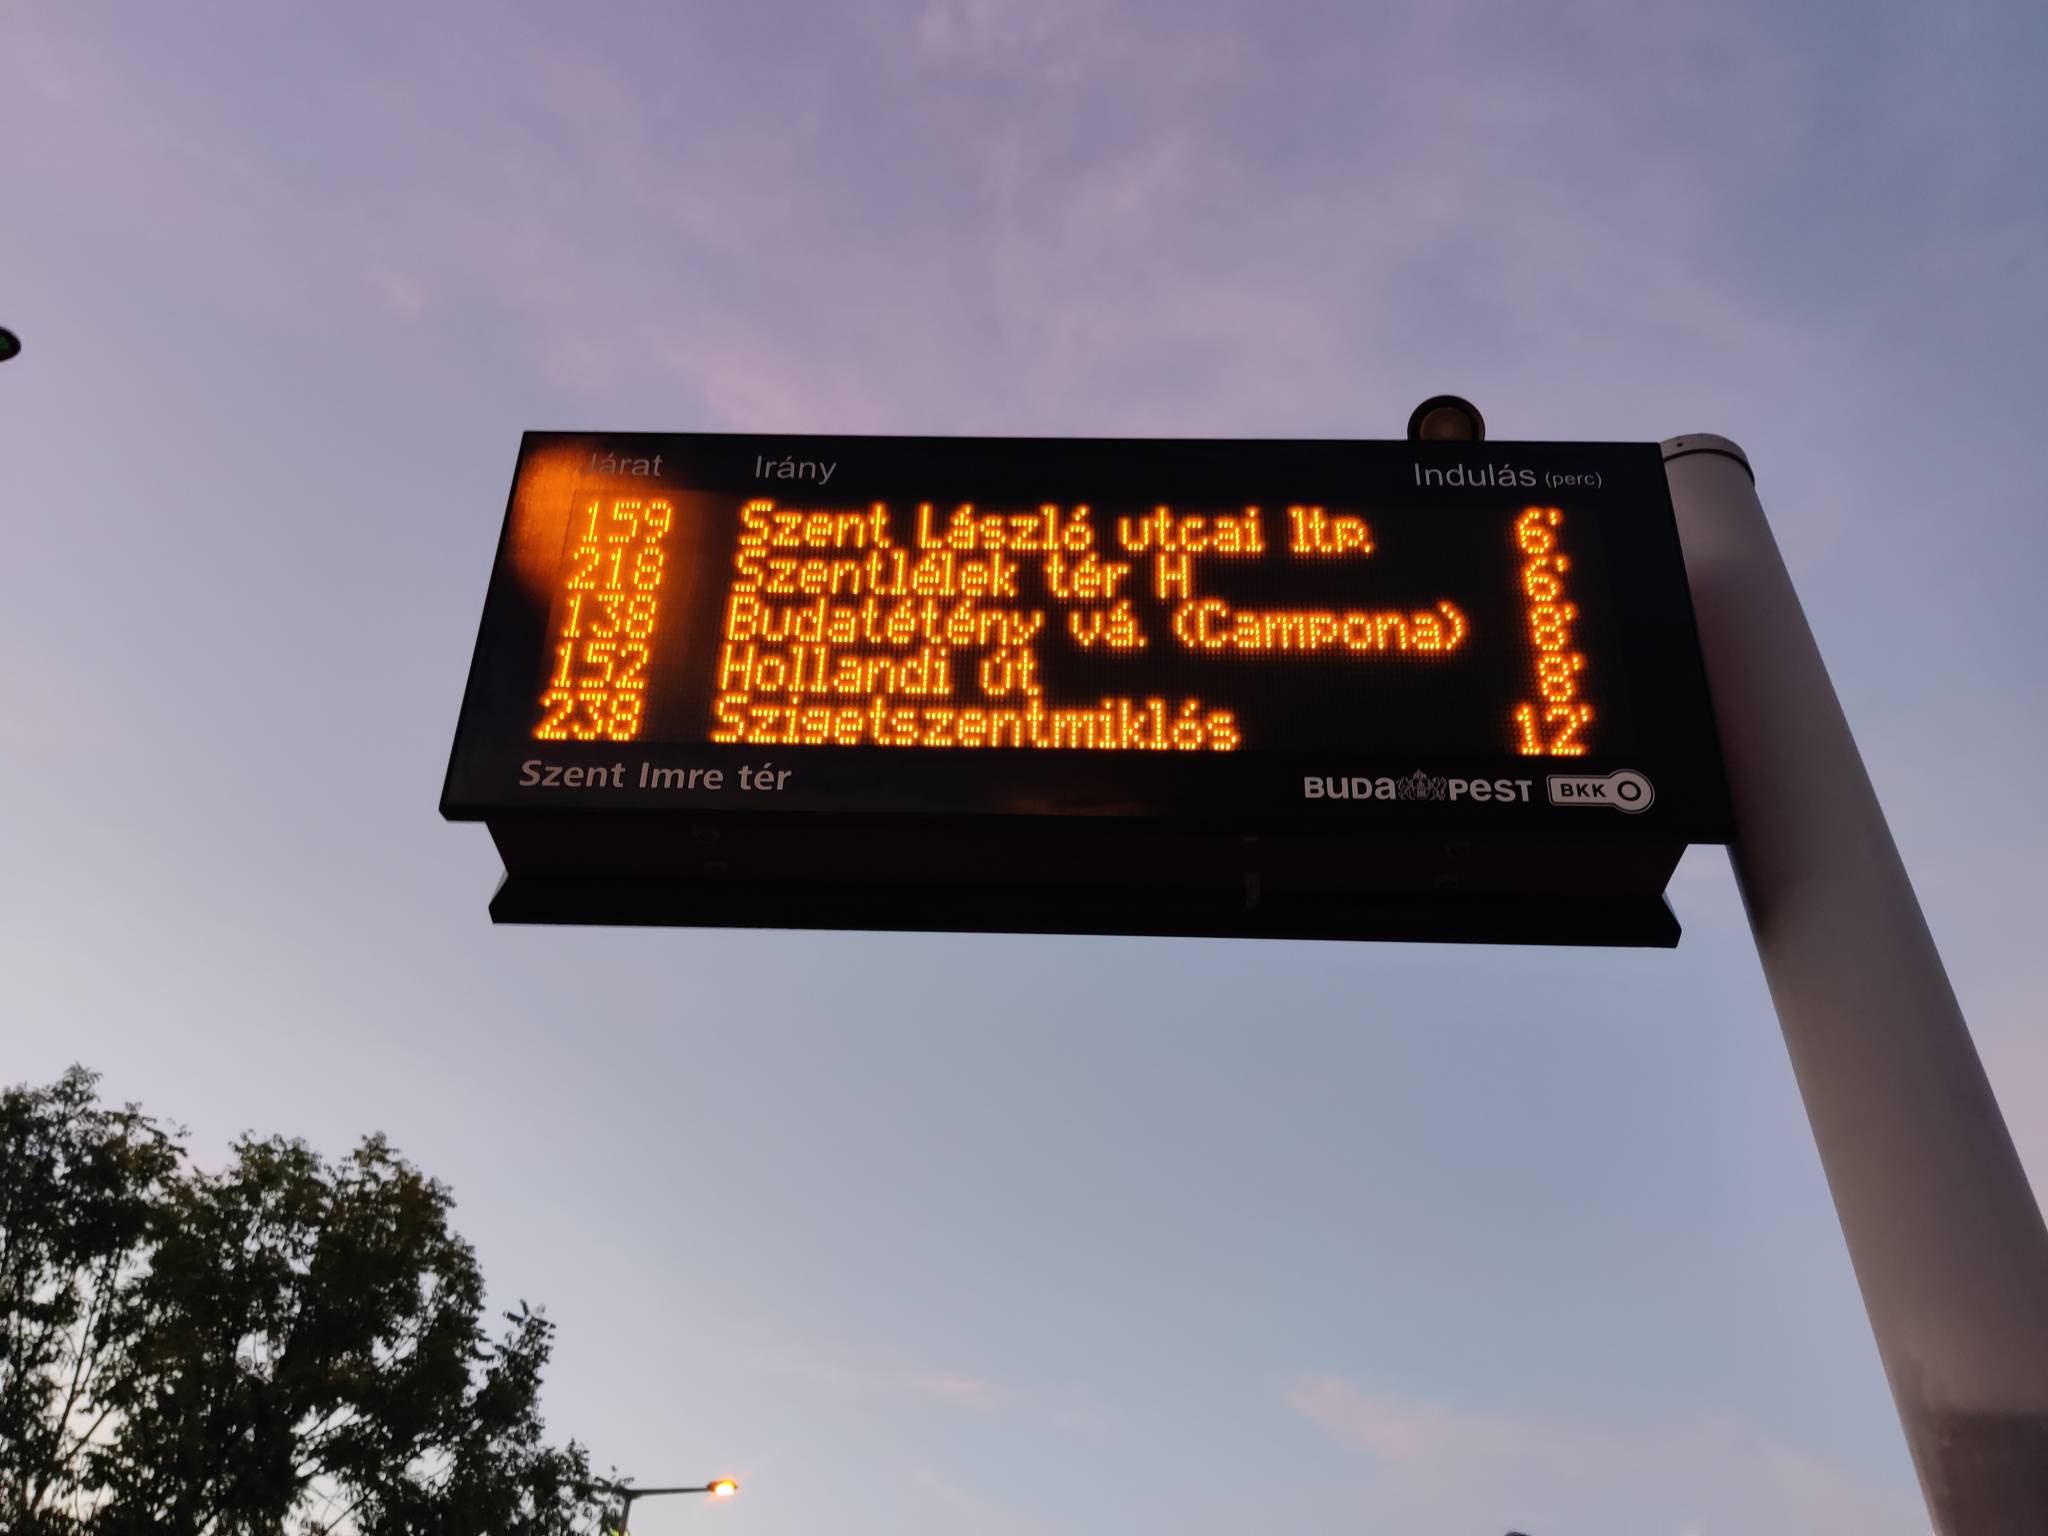 Járat Irány Indulás (perc)
159 Szent László utcai ltp. 6'
218 Szentlélek tér H 6'
138 Budatétény vá. (Campona) 8'
152 Hollandi út 8'
238 Szigetszentmiklós 12'
Szent Imre tér BUDAPEST BKK